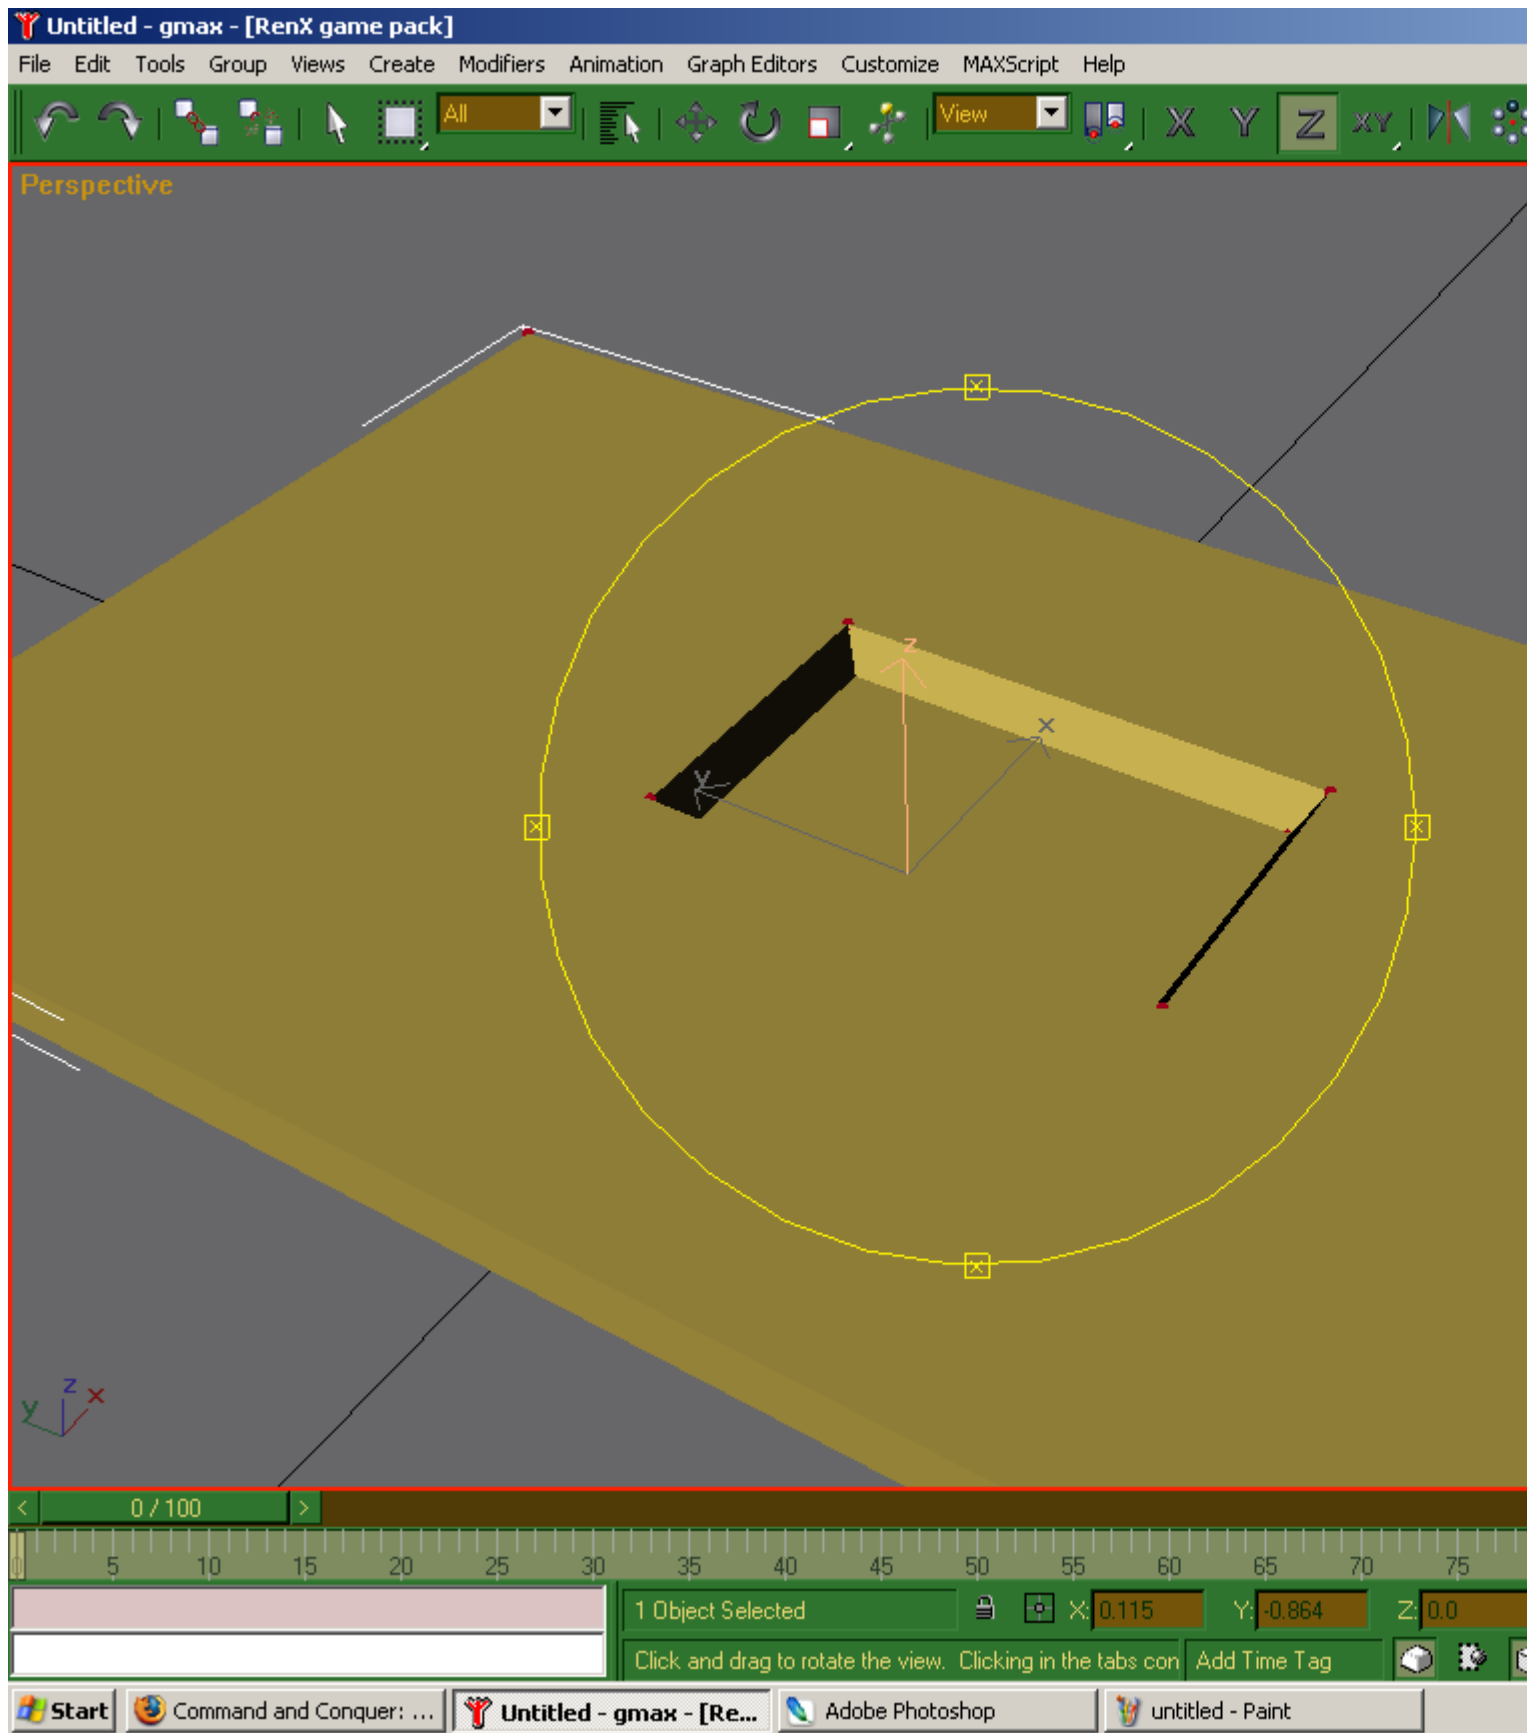 Untitled - gmax - [RenX game pack]
File Edit Tools Group Views Create Modifiers Animation Graph Editors Customize MAXScript Help
All View X Y Z XY
Perspective
z
x
y
z x
y
< 0 / 100 >
0 5 10 15 20 25 30 35 40 45 50 55 60 65 70 75
1 Object Selected X: 0.115 Y: -0.864 Z: 0.0
Click and drag to rotate the view. Clicking in the tabs con Add Time Tag
Start Command and Conquer: ... Untitled - gmax - [Re... Adobe Photoshop untitled - Paint